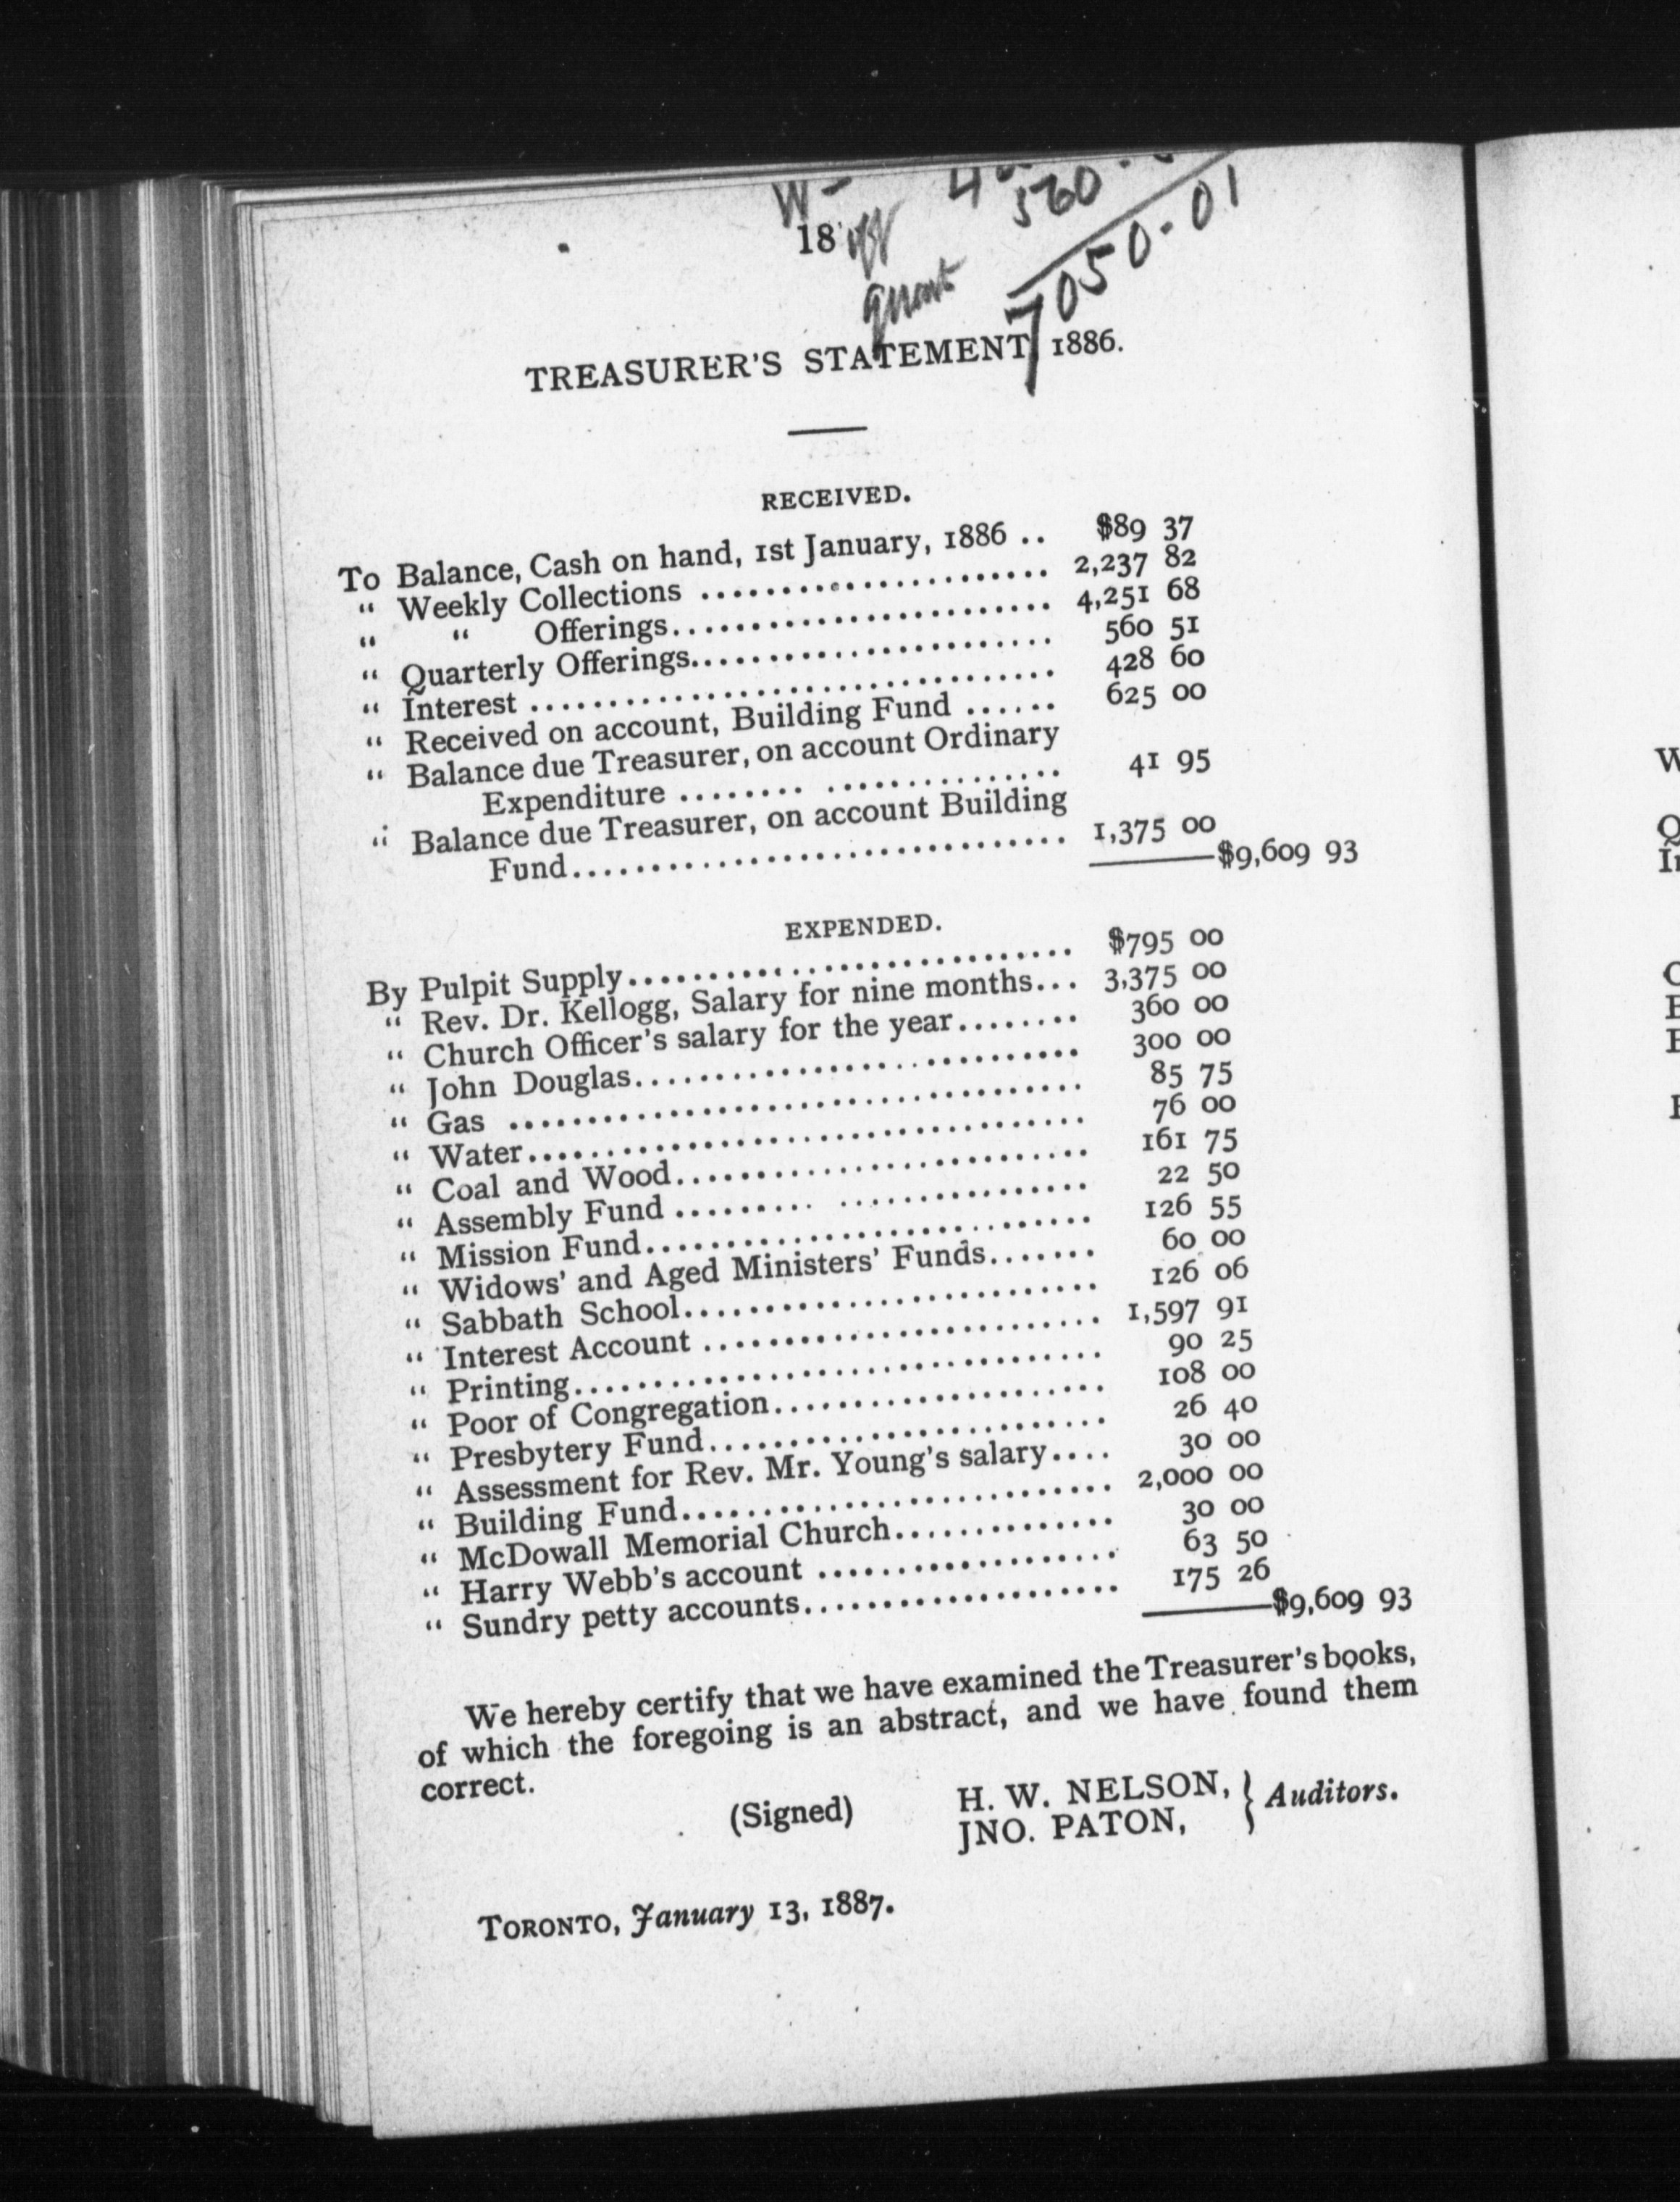 W-
18
560
7050.01
TREASURER'S STATEMENT, 1886.
RECEIVED.
To Balance, Cash on hand, 1st January, 1886 .. $89 37
“ Weekly Collections ...................... 2,237 82
“ “ Offerings........................ 4,251 68
“ Quarterly Offerings....................... 560 51
“ Interest ................................. 428 60
“ Received on account, Building Fund ...... 625 00
“ Balance due Treasurer, on account Ordinary
Expenditure ........ ............... 41 95
“ Balance due Treasurer, on account Building
Fund............................... 1,375 00
$9,609 93
EXPENDED.
By Pulpit Supply............................ $795 00
“ Rev. Dr. Kellogg, Salary for nine months... 3,375 00
“ Church Officer's salary for the year........ 360 00
“ John Douglas............................ 300 00
“ Gas .................................... 85 75
“ Water................................... 76 00
“ Coal and Wood.......................... 161 75
“ Assembly Fund ......... ................ 22 50
“ Mission Fund............................ 126 55
“ Widows' and Aged Ministers' Funds....... 60 00
“ Sabbath School.......................... 126 06
“ Interest Account ......................... 1,597 91
“ Printing................................. 90 25
“ Poor of Congregation..................... 108 00
“ Presbytery Fund......................... 26 40
“ Assessment for Rev. Mr. Young's salary.... 30 00
“ Building Fund........................... 2,000 00
“ McDowall Memorial Church.............. 30 00
“ Harry Webb's account ................... 63 50
“ Sundry petty accounts.................... 175 26
$9,609 93
We hereby certify that we have examined the Treasurer's books,
of which the foregoing is an abstract, and we have found them
correct.
(Signed) H. W. NELSON, } Auditors.
JNO. PATON,
TORONTO, January 13, 1887.